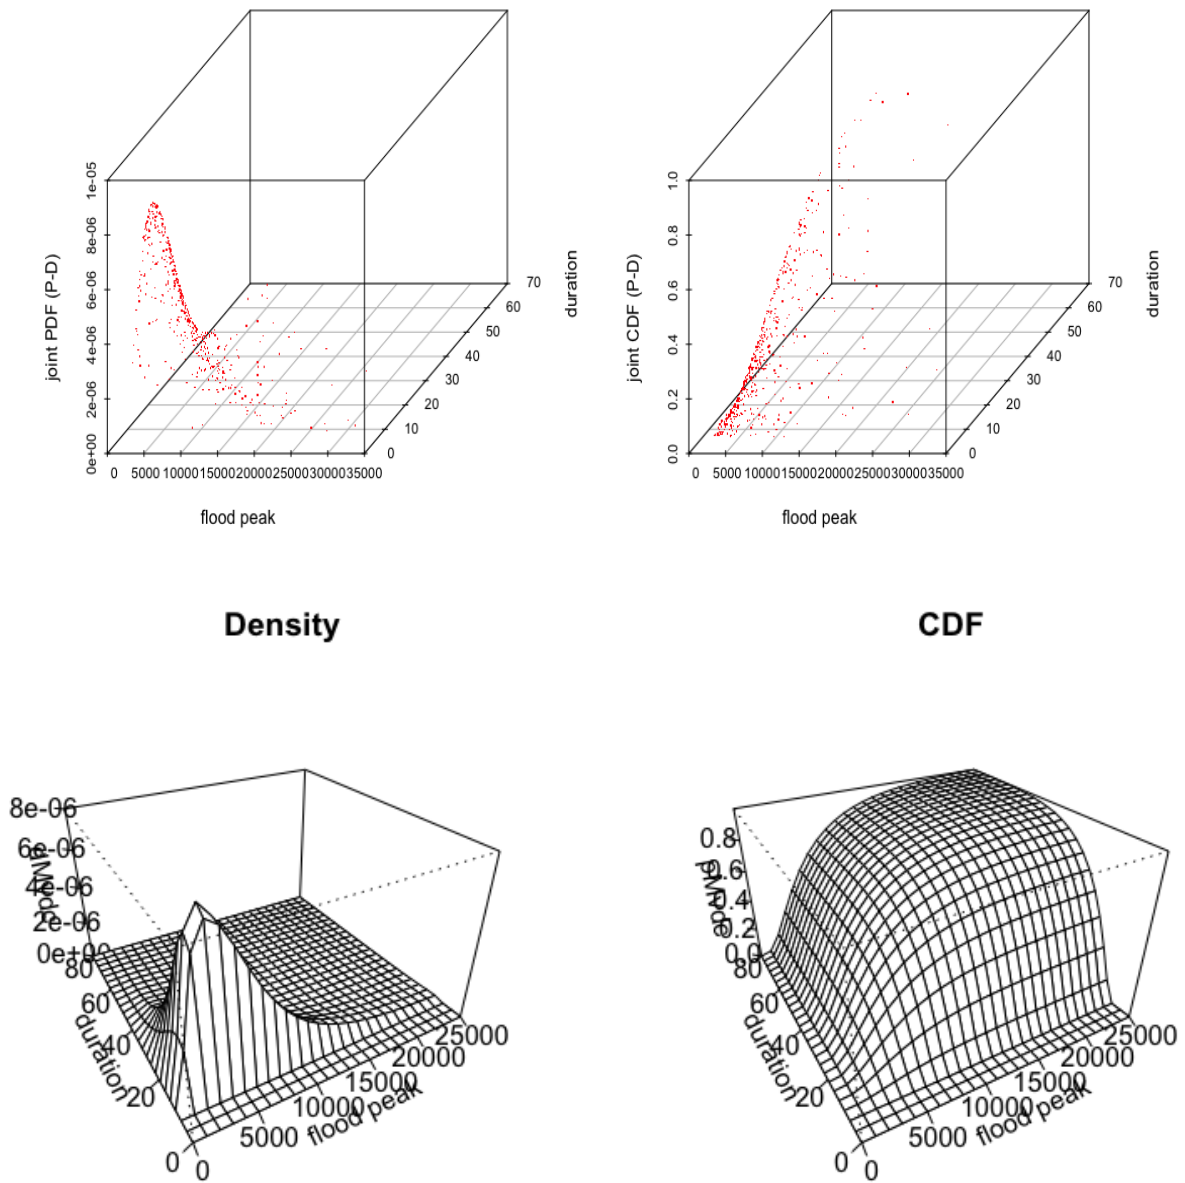 joint PDF (P-D)
0e+00 2e-06 4e-06 6e-06 8e-06 1e-05
0 5000 10000 15000 20000 25000 30000 35000
flood peak
0 10 20 30 40 50 60 70
duration
joint CDF (P-D)
0.0 0.2 0.4 0.6 0.8 1.0
0 5000 10000 15000 20000 25000 30000 35000
flood peak
0 10 20 30 40 50 60 70
duration
Density
8e-06
6e-06
4e-06
2e-06
0e+00
80
60
40
20
0
duration
0 5000 10000 15000 20000 25000
flood peak
CDF
0.8
0.6
0.4
0.2
0.0
80
60
40
20
0
duration
0 5000 10000 15000 20000 25000
flood peak